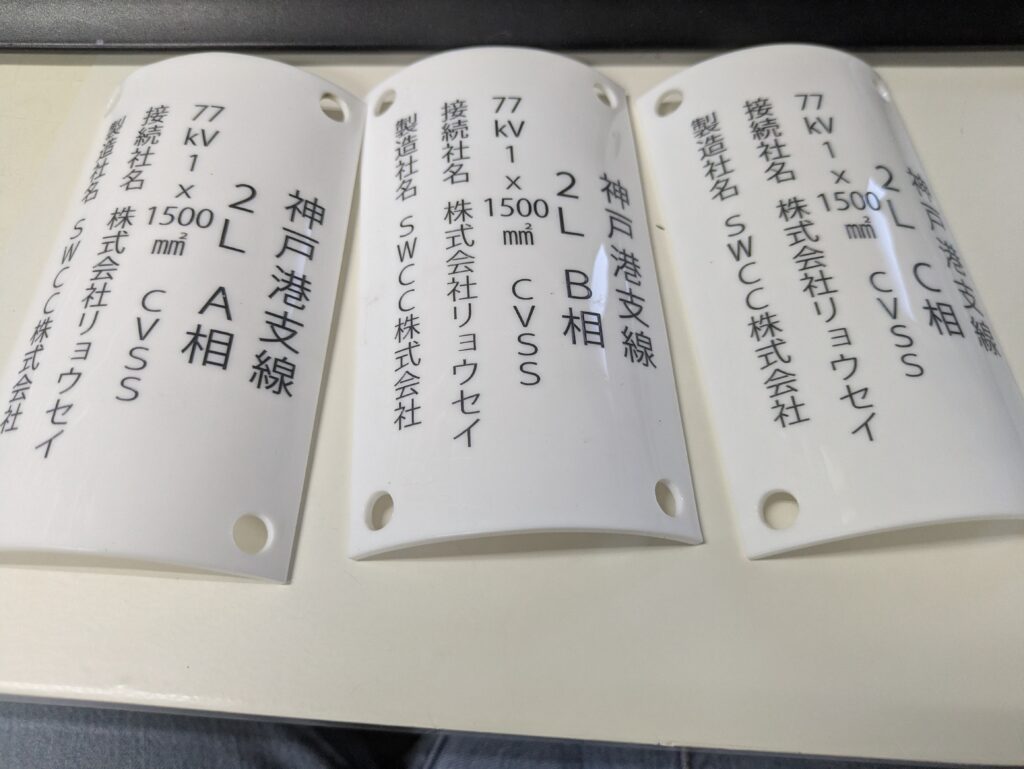 神戸港支線
2L A相
77kV 1×1500㎟ CVSS
接続社名 株式会社リョウセイ
製造社名 SWCC株式会社
神戸港支線
2L B相
77kV 1×1500㎟ CVSS
接続社名 株式会社リョウセイ
製造社名 SWCC株式会社
神戸港支線
2L C相
77kV 1×1500㎟ CVSS
接続社名 株式会社リョウセイ
製造社名 SWCC株式会社